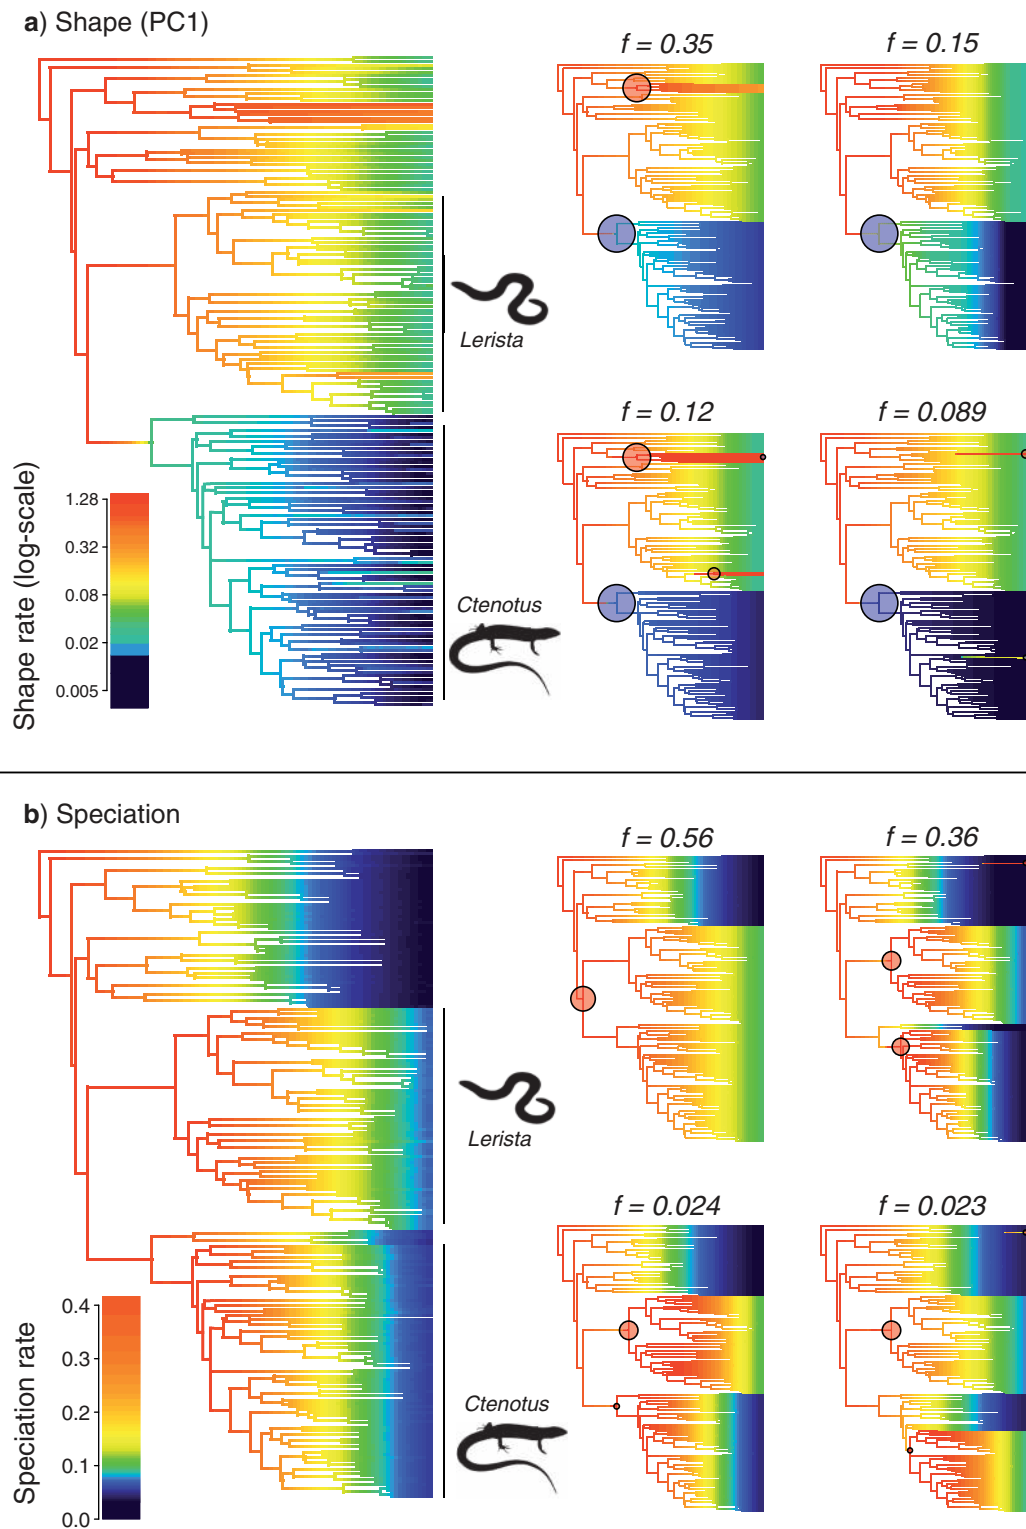 a) Shape (PC1)
f = 0.35
f = 0.15
Lerista
f = 0.12
f = 0.089
Shape rate (log-scale)
1.28
0.32
0.08
0.02
0.005
Ctenotus
b) Speciation
f = 0.56
f = 0.36
Lerista
f = 0.024
f = 0.023
Speciation rate
0.4
0.3
0.2
0.1
0.0
Ctenotus